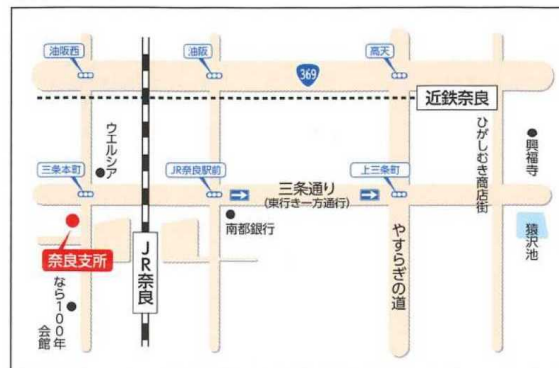 油阪西
油阪
369
高天
近鉄奈良
ウエルシア
ひがしむき商店街
興福寺
三条本町
JR奈良駅前
三条通り
(東行き一方通行)
上三条町
南都銀行
やすらぎの道
猿沢池
奈良支所
JR奈良
なら100年
会館